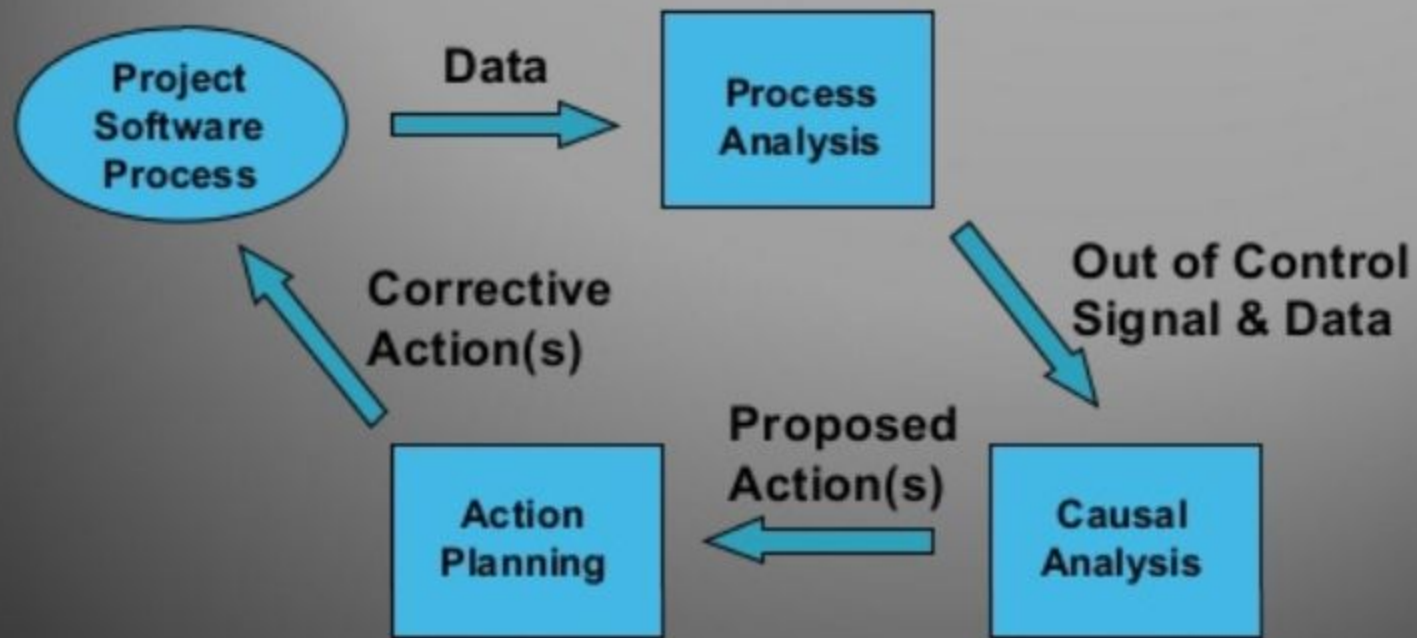 Project
Software
Process
Data
Process
Analysis
Out of Control
Signal & Data
Causal
Analysis
Proposed
Action(s)
Action
Planning
Corrective
Action(s)